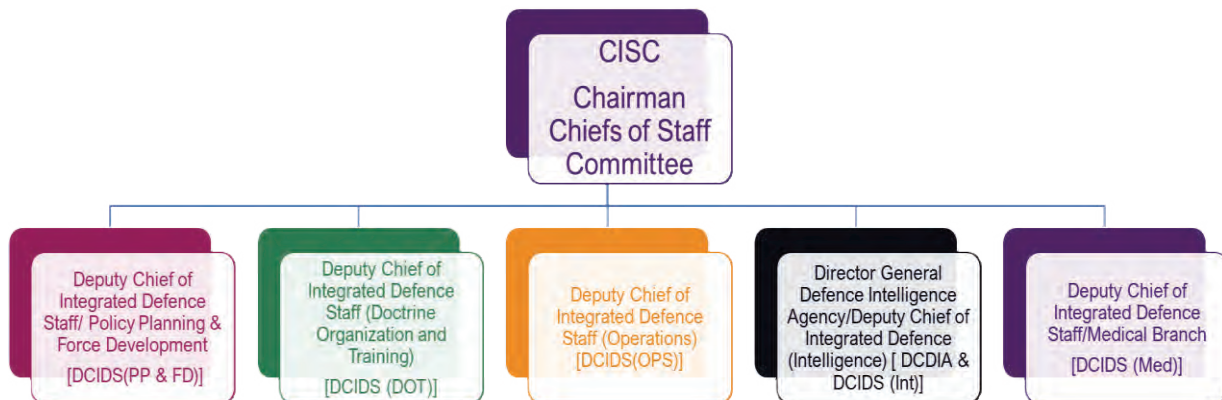 CISC
Chairman
Chiefs of Staff
Committee
Deputy Chief of
Integrated Defence
Staff/ Policy Planning &
Force Development
[DCIDS(PP & FD)]
Deputy Chief of
Integrated Defence
Staff (Doctrine
Organization and
Training)
[DCIDS (DOT)]
Deputy Chief of
Integrated Defence
Staff (Operations)
[DCIDS(OPS)]
Director General
Defence Intelligence
Agency/Deputy Chief of
Integrated Defence
(Intelligence) [ DCDIA &
DCIDS (Int)]
Deputy Chief of
Integrated Defence
Staff/Medical Branch
[DCIDS (Med)]